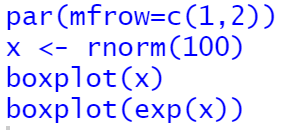 par(mfrow=c(1,2))
x <- rnorm(100)
boxplot(x)
boxplot(exp(x))